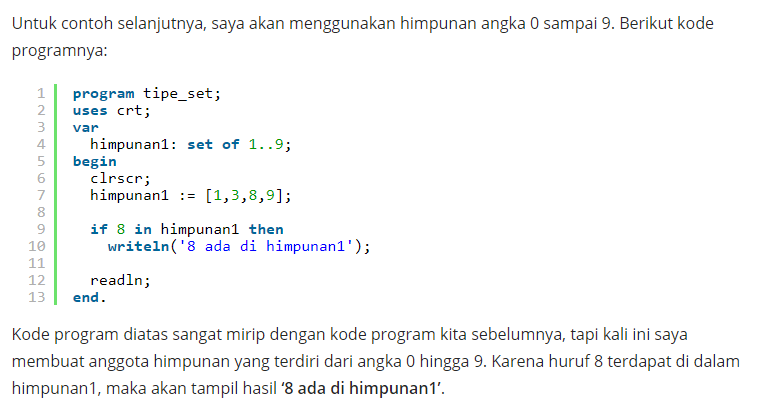 Untuk contoh selanjutnya, saya akan menggunakan himpunan angka 0 sampai 9. Berikut kode
programnya:
1 program tipe_set;
2 uses crt;
3 var
4 himpunan1: set of 1..9;
5 begin
6 clrscr;
7 himpunan1 := [1,3,8,9];
8
9 if 8 in himpunan1 then
10 writeln('8 ada di himpunan1');
11
12 readln;
13 end.
Kode program diatas sangat mirip dengan kode program kita sebelumnya, tapi kali ini saya
membuat anggota himpunan yang terdiri dari angka 0 hingga 9. Karena huruf 8 terdapat di dalam
himpunan1, maka akan tampil hasil ‘8 ada di himpunan1’.